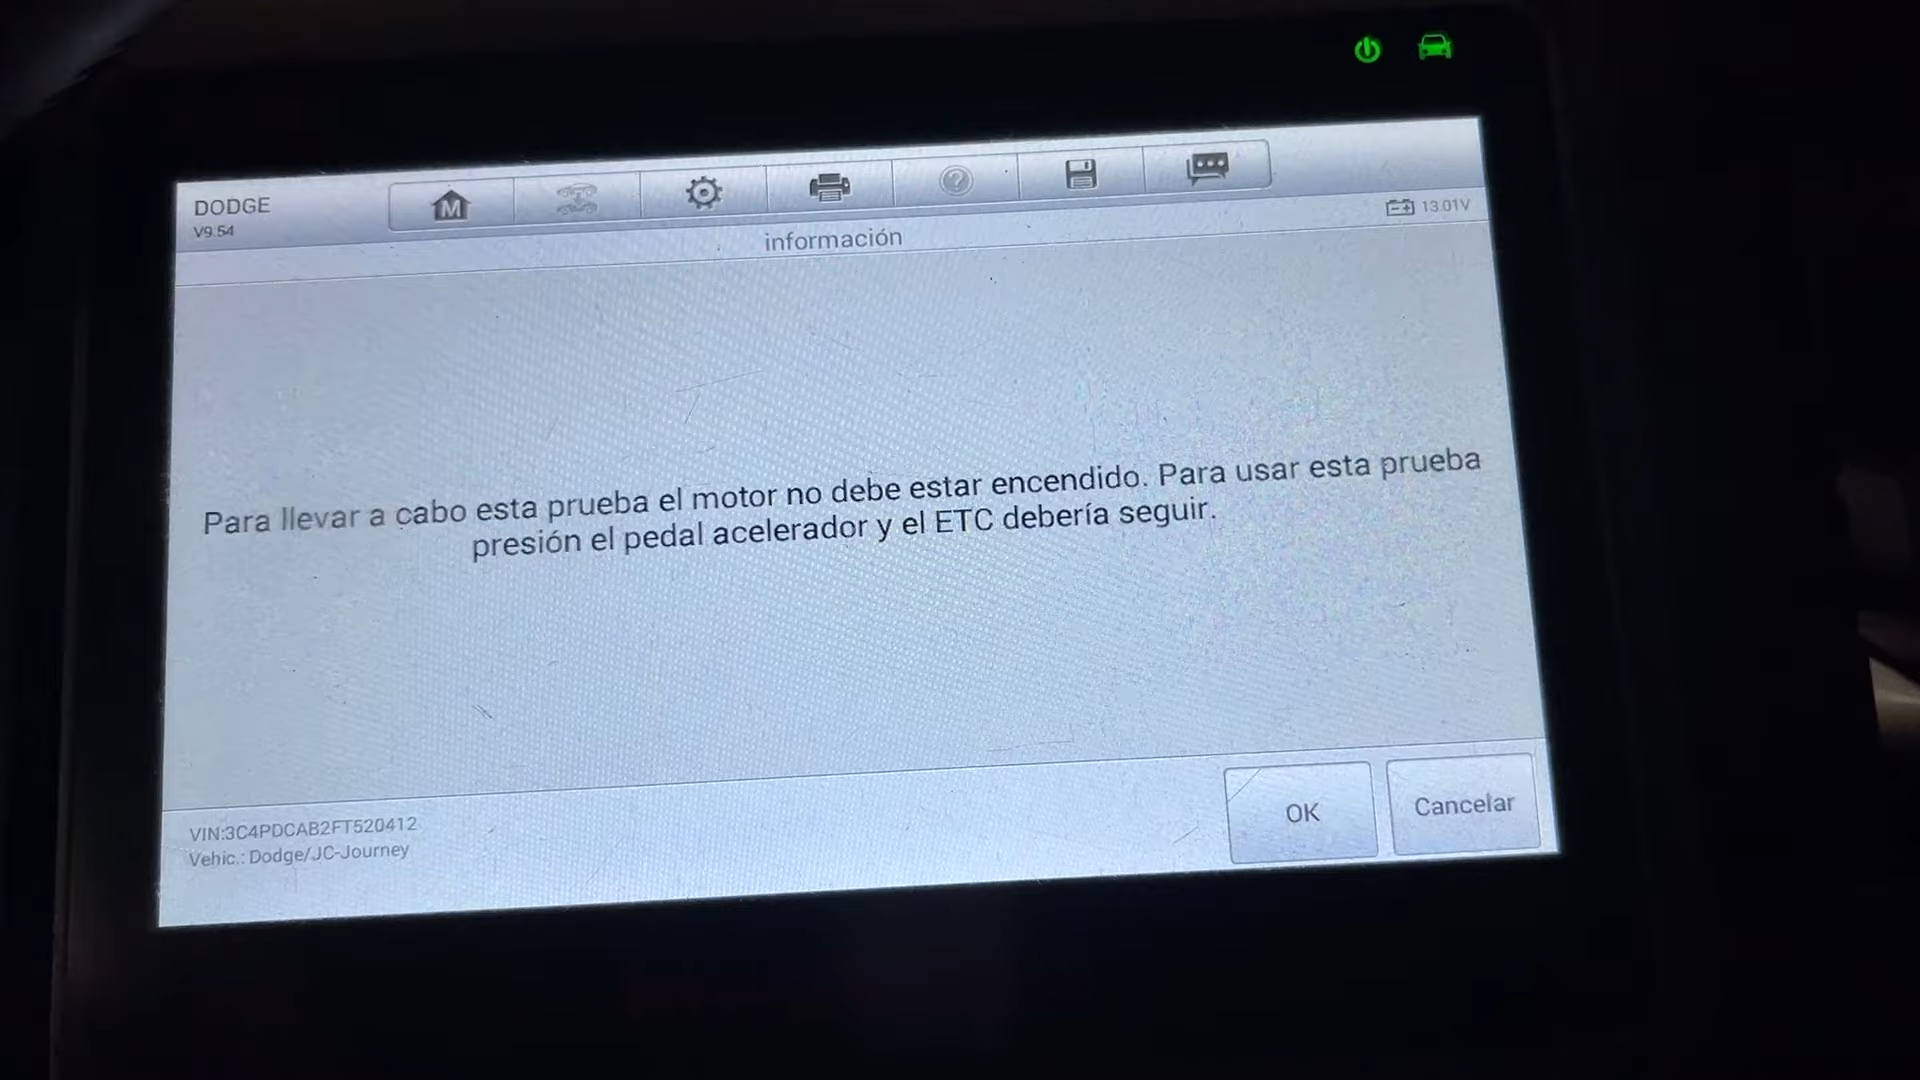 DODGE
V9.54
M
13.01V
información
Para llevar a cabo esta prueba el motor no debe estar encendido. Para usar esta prueba
presión el pedal acelerador y el ETC debería seguir.
VIN:3C4PDCAB2FT520412
Vehic.: Dodge/JC-Journey
OK
Cancelar